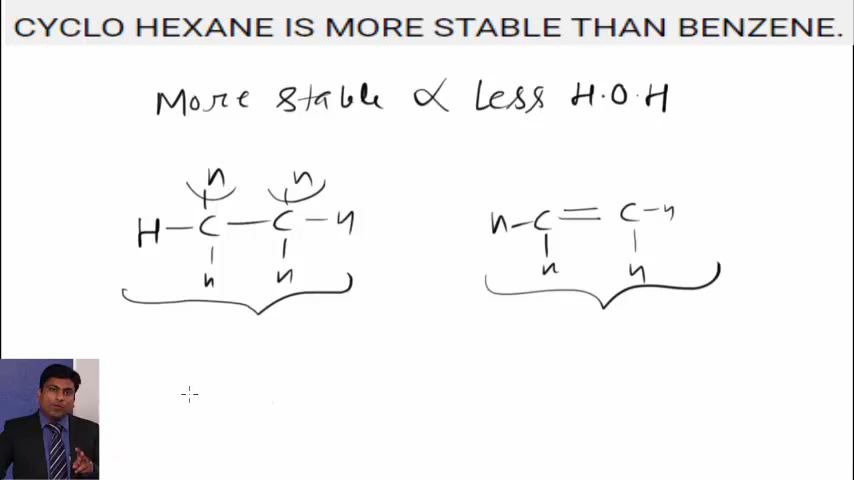 CYCLO HEXANE IS MORE STABLE THAN BENZENE.
More stable ∝ Less H.O.H
n n
H-C-C-n n-C=C-n
n n n n